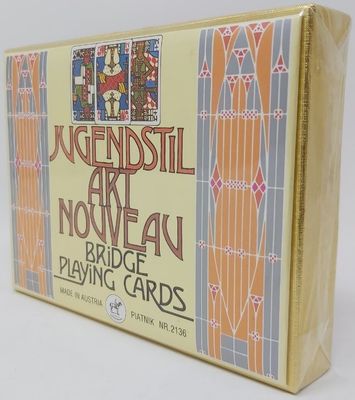 JUGENDSTIL
ART
NOUVEAU
BRiDGE
PLAYING CARDS
MADE IN AUSTRIA PIATNIK NR. 2136